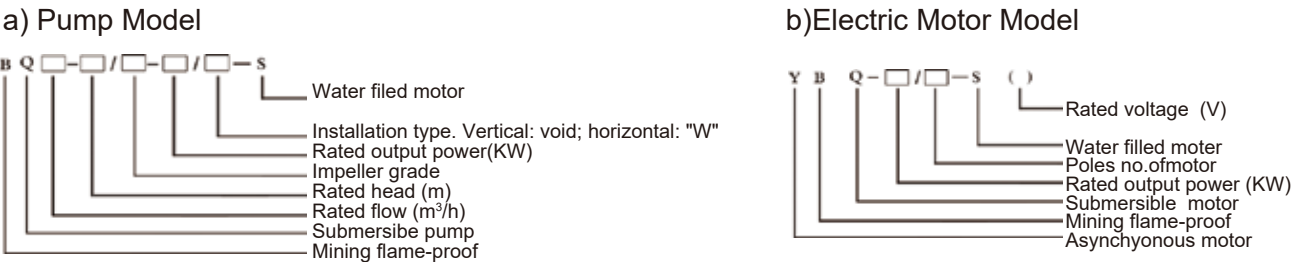 a) Pump Model
B Q □-□/□-□/□-S
Water filed motor
Installation type. Vertical: void; horizontal: "W"
Rated output power(KW)
Impeller grade
Rated head (m)
Rated flow (m³/h)
Submersibe pump
Mining flame-proof
b)Electric Motor Model
Y B Q-□/□-S ( )
Rated voltage (V)
Water filled moter
Poles no.ofmotor
Rated output power (KW)
Submersible motor
Mining flame-proof
Asynchyonous motor